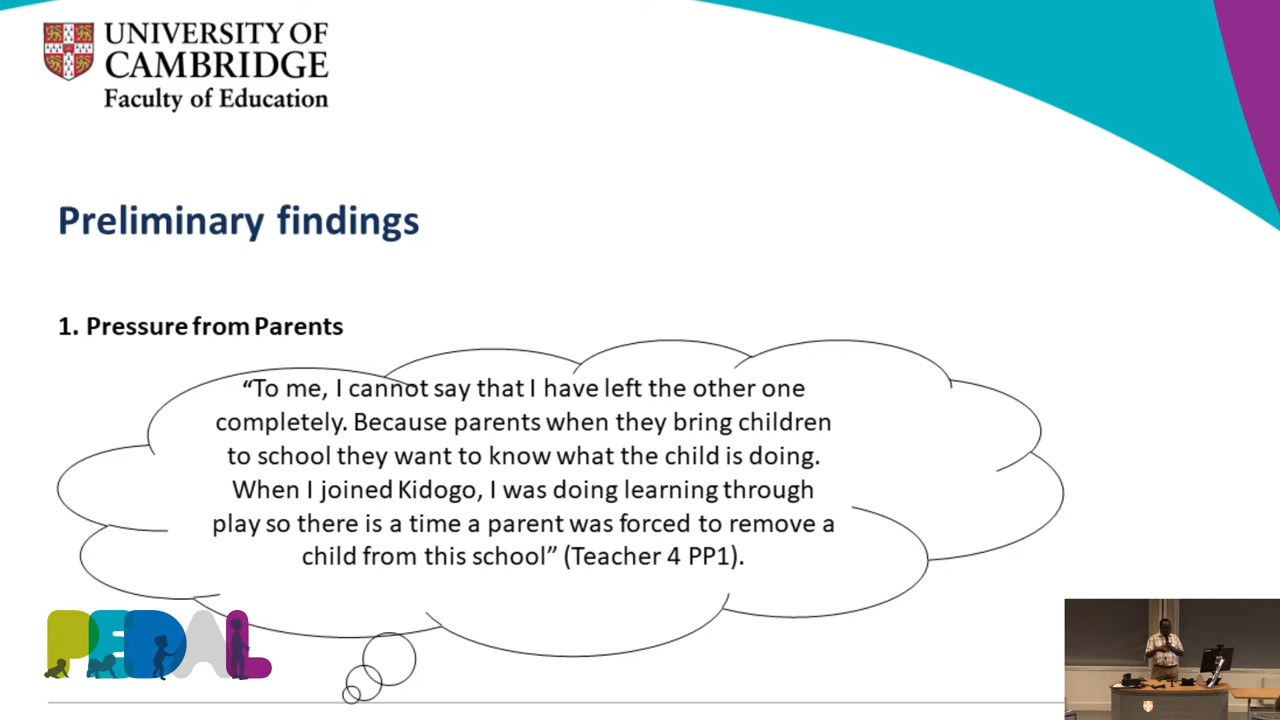 UNIVERSITY OF
CAMBRIDGE
Faculty of Education
Preliminary findings
1. Pressure from Parents
“To me, I cannot say that I have left the other one
completely. Because parents when they bring children
to school they want to know what the child is doing.
When I joined Kidogo, I was doing learning through
play so there is a time a parent was forced to remove a
child from this school” (Teacher 4 PP1).
PEDAL